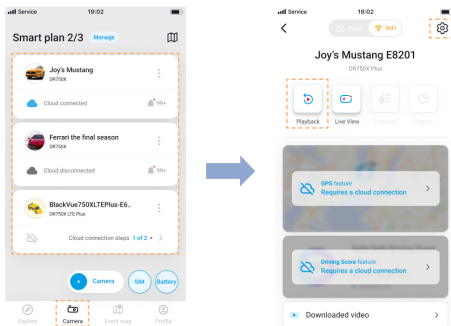 Service
19:02
Smart plan 2/3
Manage
Joy's Mustang
DR750X
Cloud connected
99+
Ferrari the final season
DR750X
Cloud disconnected
99+
BlackVue750XLTEPlus-E6..
DR750X LTE Plus
Cloud connection steps 1 of 2
Camera
SIM
Battery
Explore
Camera
Event map
Profile
Service
19:02
Cloud
WiFi
Joy's Mustang E8201
DR750X Plus
Playback
Live View
GPS feature
Requires a cloud connection
Driving Score feature
Requires a cloud connection
Downloaded video